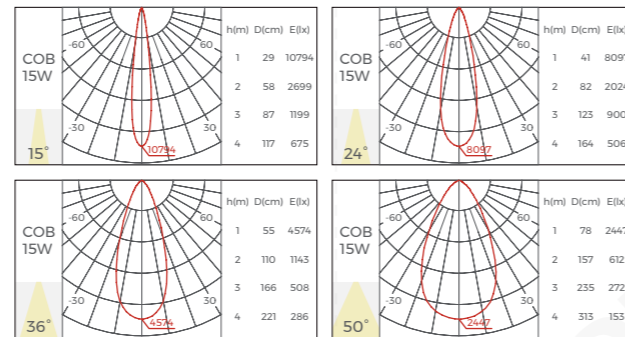 COB
15W
15°
-60
60
-30
30
10794
h(m) D(cm) E(lx)
1 29 10794
2 58 2699
3 87 1199
4 117 675
COB
15W
24°
-60
60
-30
30
8097
h(m) D(cm) E(lx)
1 41 8097
2 82 2024
3 123 900
4 164 506
COB
15W
36°
-60
60
-30
30
4574
h(m) D(cm) E(lx)
1 55 4574
2 110 1143
3 166 508
4 221 286
COB
15W
50°
-60
60
-30
30
2447
h(m) D(cm) E(lx)
1 78 2447
2 157 612
3 235 272
4 313 153